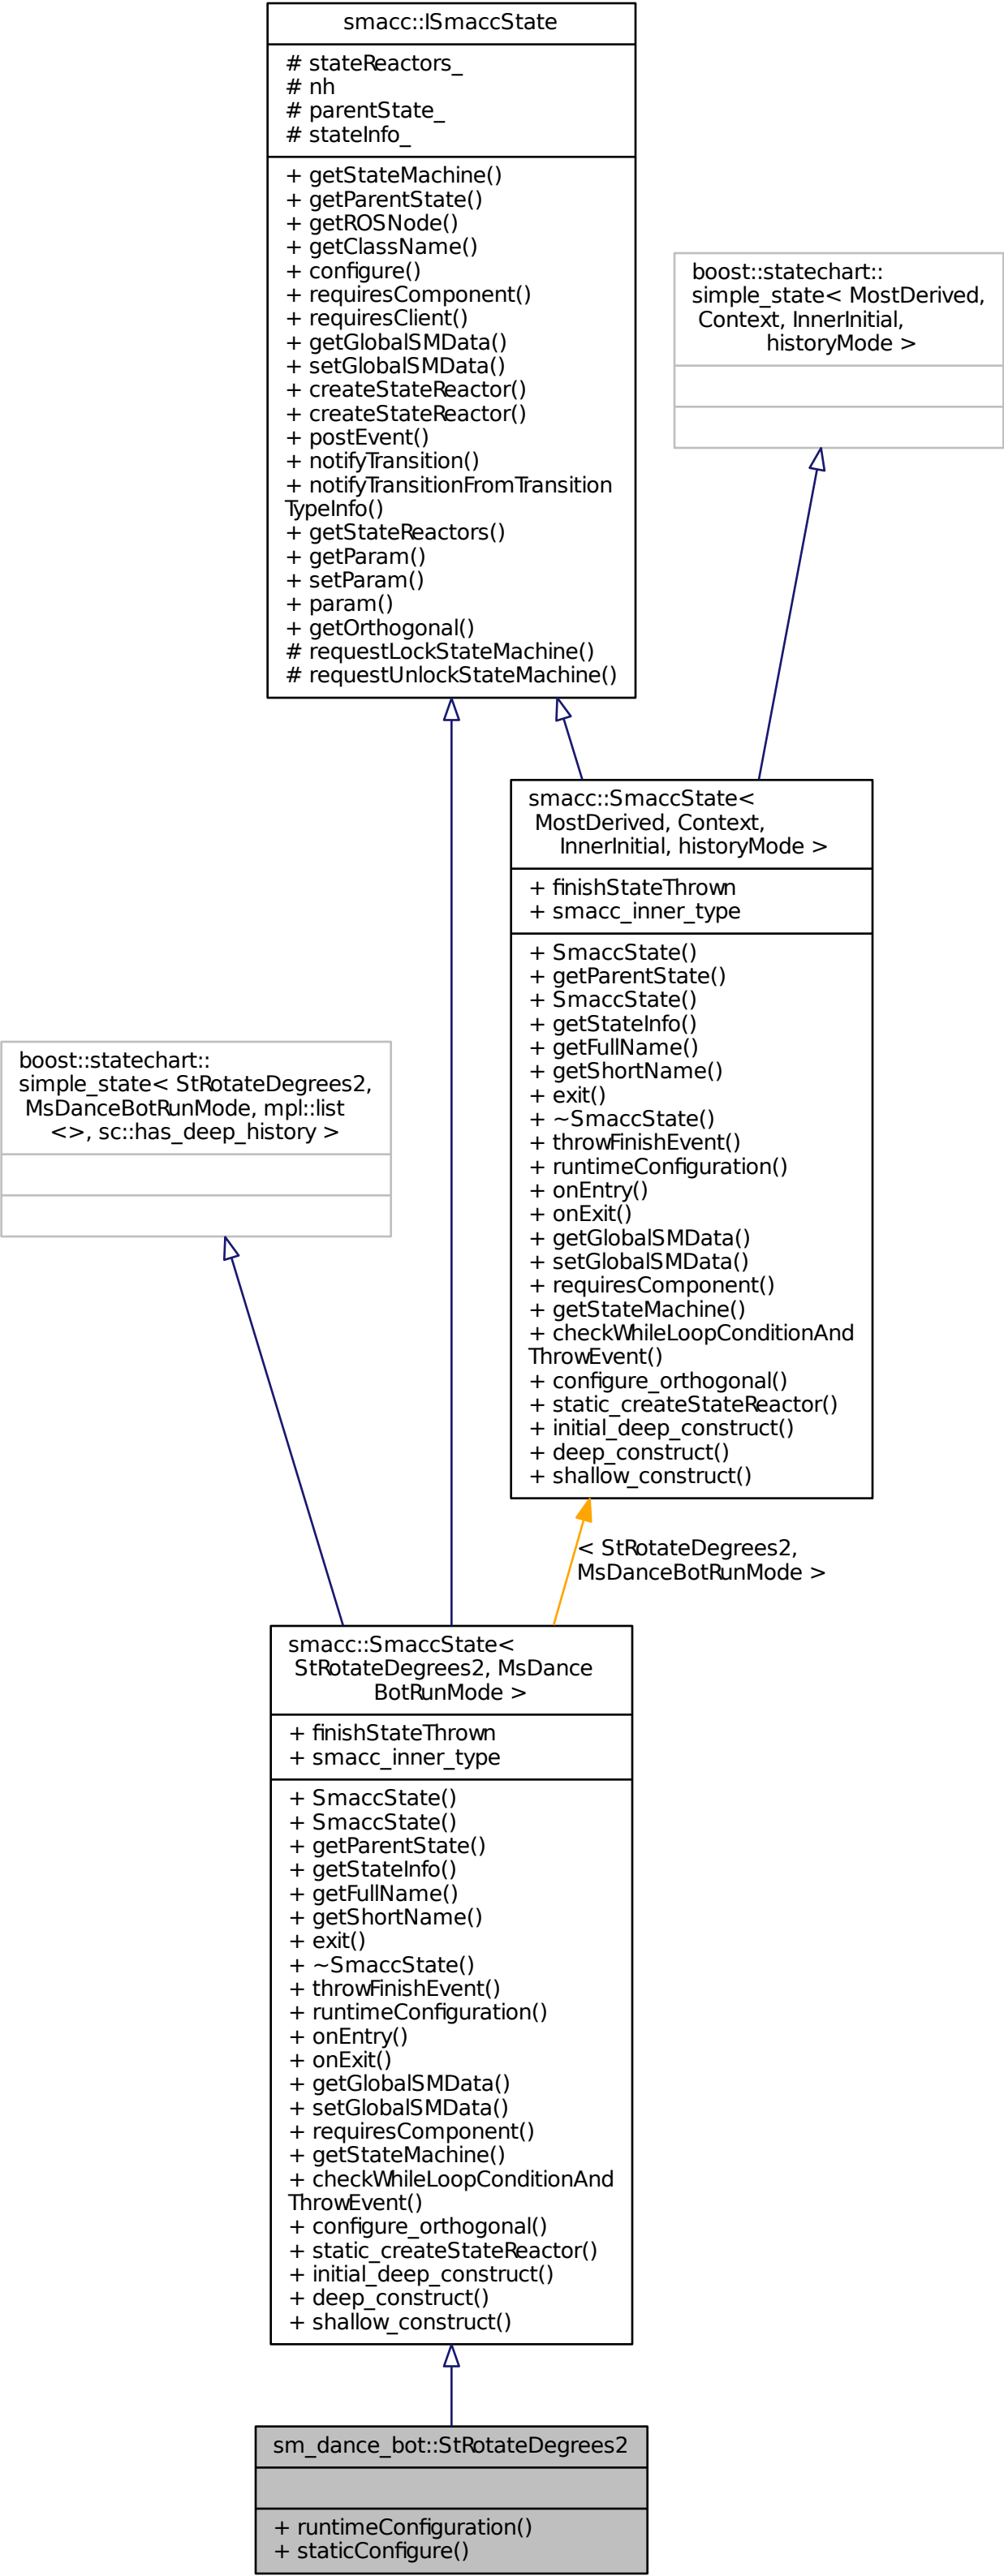 smacc::ISmaccState
# stateReactors_
# nh
# parentState_
# stateInfo_
+ getStateMachine()
+ getParentState()
+ getROSNode()
+ getClassName()
+ configure()
+ requiresComponent()
+ requiresClient()
+ getGlobalSMData()
+ setGlobalSMData()
+ createStateReactor()
+ createStateReactor()
+ postEvent()
+ notifyTransition()
+ notifyTransitionFromTransition
TypeInfo()
+ getStateReactors()
+ getParam()
+ setParam()
+ param()
+ getOrthogonal()
# requestLockStateMachine()
# requestUnlockStateMachine()
boost::statechart::
simple_state< MostDerived,
Context, InnerInitial,
historyMode >
smacc::SmaccState<
MostDerived, Context,
InnerInitial, historyMode >
+ finishStateThrown
+ smacc_inner_type
+ SmaccState()
+ getParentState()
+ SmaccState()
+ getStateInfo()
+ getFullName()
+ getShortName()
+ exit()
+ ~SmaccState()
+ throwFinishEvent()
+ runtimeConfiguration()
+ onEntry()
+ onExit()
+ getGlobalSMData()
+ setGlobalSMData()
+ requiresComponent()
+ getStateMachine()
+ checkWhileLoopConditionAnd
ThrowEvent()
+ configure_orthogonal()
+ static_createStateReactor()
+ initial_deep_construct()
+ deep_construct()
+ shallow_construct()
boost::statechart::
simple_state< StRotateDegrees2,
MsDanceBotRunMode, mpl::list
<>, sc::has_deep_history >
< StRotateDegrees2,
MsDanceBotRunMode >
smacc::SmaccState<
StRotateDegrees2, MsDance
BotRunMode >
+ finishStateThrown
+ smacc_inner_type
+ SmaccState()
+ SmaccState()
+ getParentState()
+ getStateInfo()
+ getFullName()
+ getShortName()
+ exit()
+ ~SmaccState()
+ throwFinishEvent()
+ runtimeConfiguration()
+ onEntry()
+ onExit()
+ getGlobalSMData()
+ setGlobalSMData()
+ requiresComponent()
+ getStateMachine()
+ checkWhileLoopConditionAnd
ThrowEvent()
+ configure_orthogonal()
+ static_createStateReactor()
+ initial_deep_construct()
+ deep_construct()
+ shallow_construct()
sm_dance_bot::StRotateDegrees2
+ runtimeConfiguration()
+ staticConfigure()